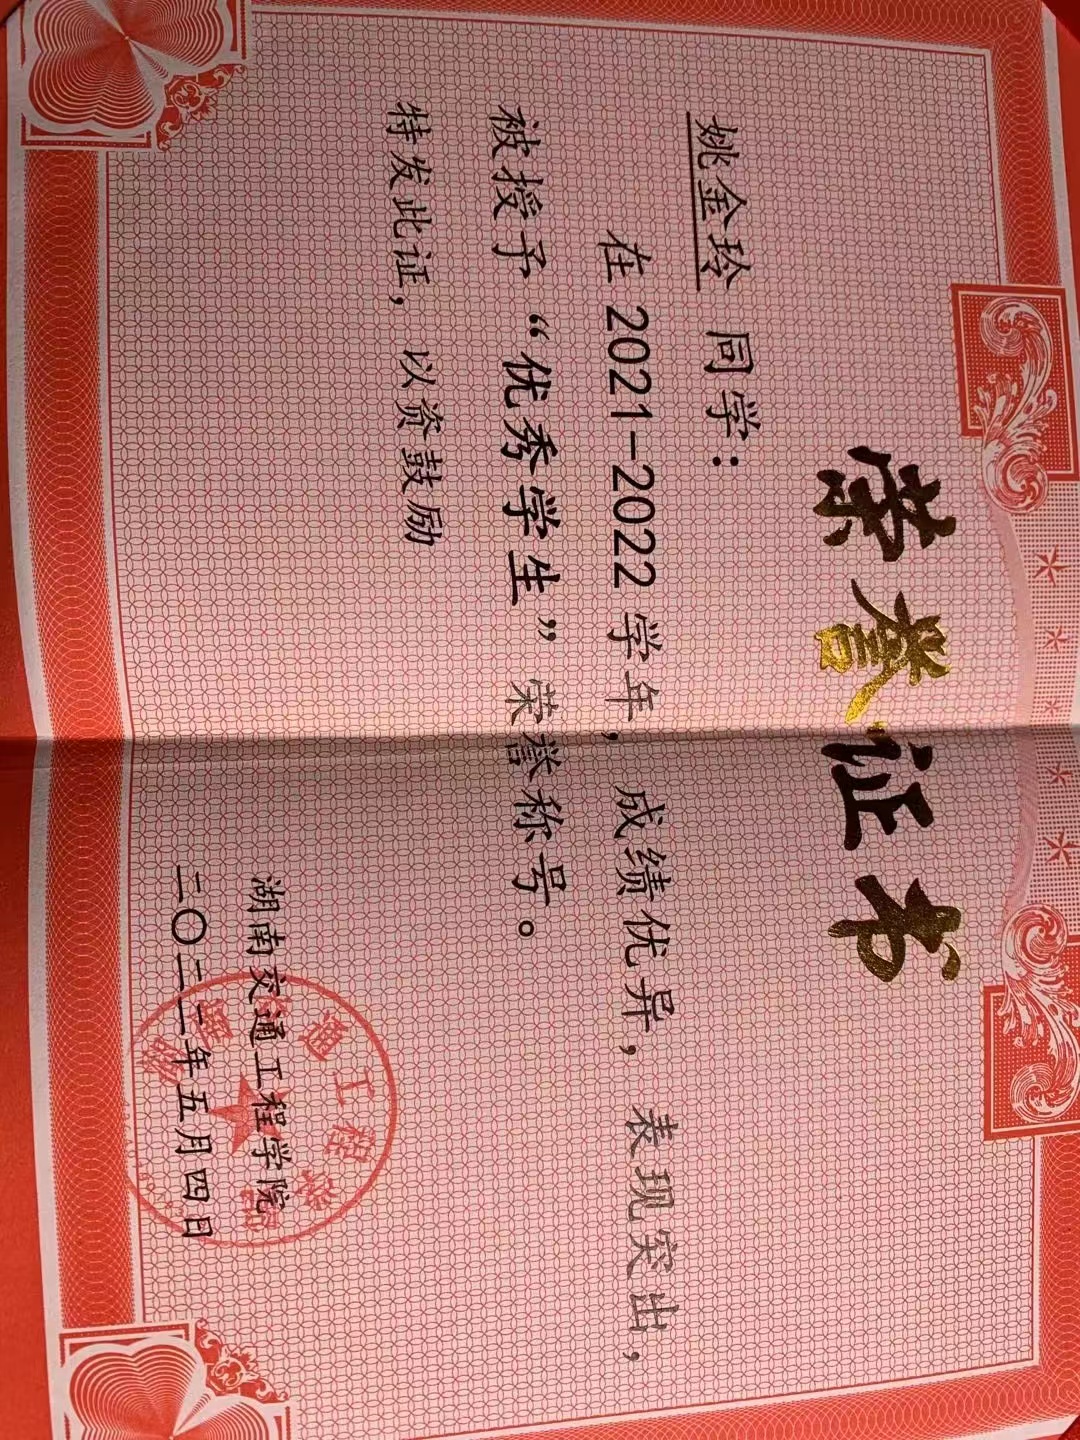 荣誉证书
姚金玲 同学：
在 2021-2022 学年，成绩优异，表现突出，
被授予“优秀学生”荣誉称号。
特发此证，以资鼓励
湖南交通工程学院
二〇二二年五月四日